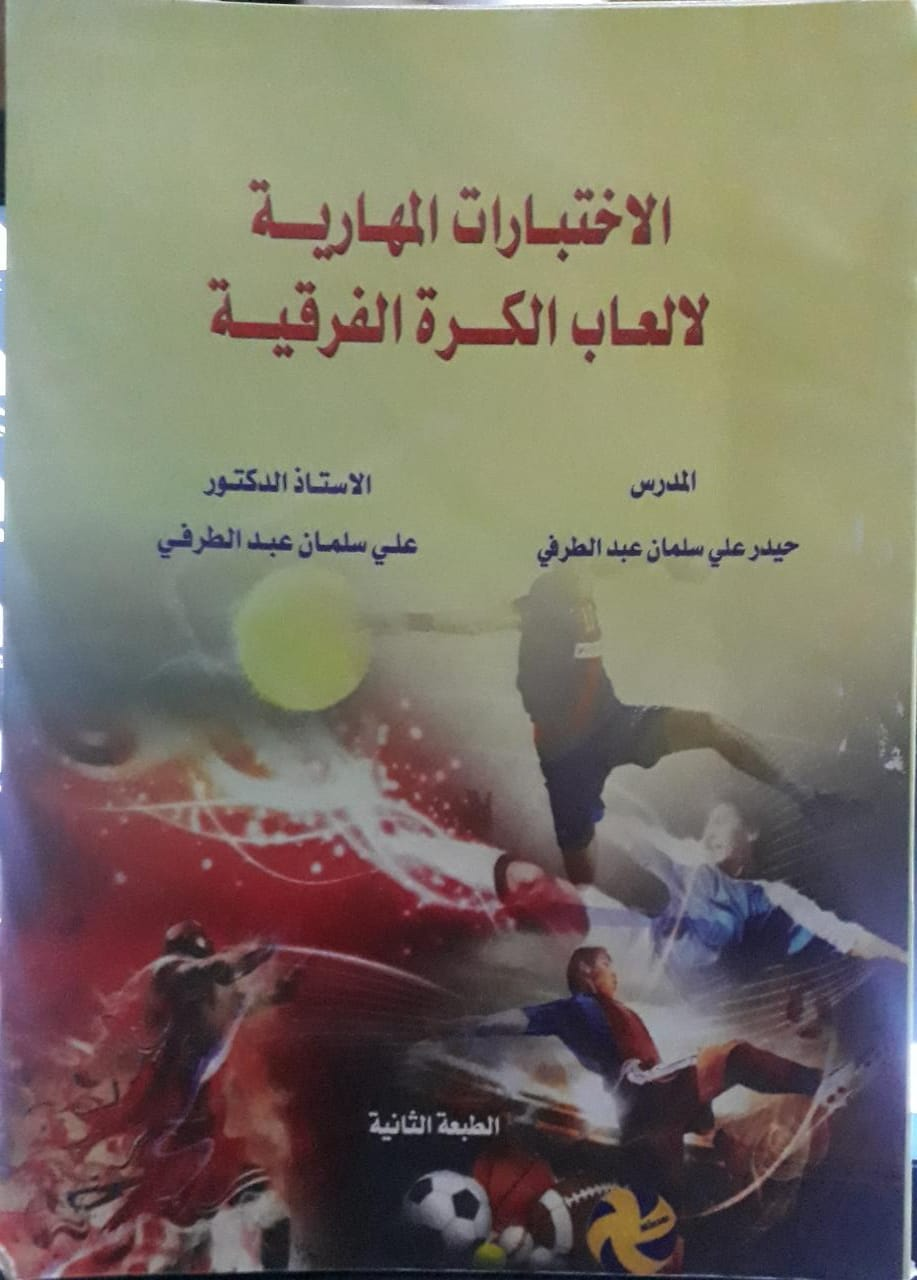 الاختبارات المهارية
لالعاب الكرة الفرقية
المدرس
حيدر علي سلمان عبد الطرفي
الاستاذ الدكتور
علي سلمان عبد الطرفي
الطبعة الثانية